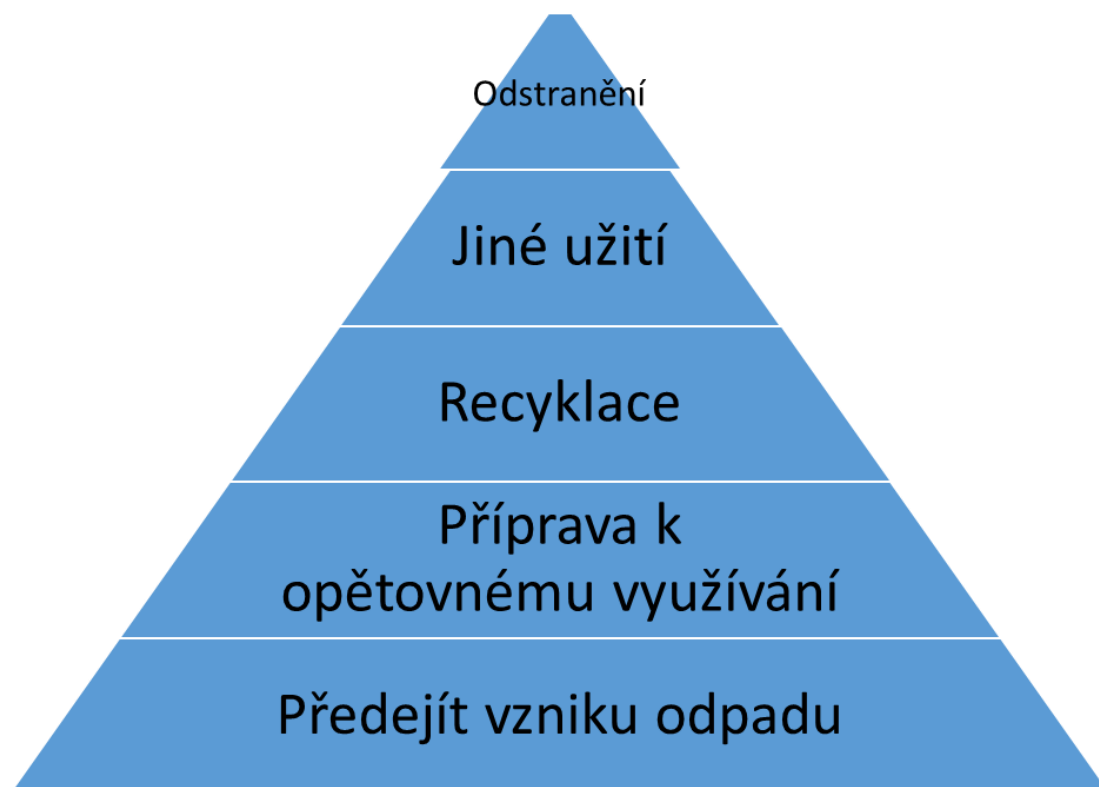 Odstranění
Jiné užití
Recyklace
Příprava k
opětovnému využívání
Předejít vzniku odpadu